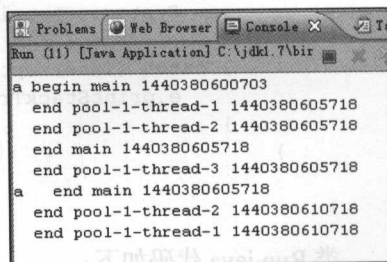 Problems Web Browser Console Ta
Run (11) [Java Application] C:\jdk1.7\bir
a begin main 1440380600703
end pool-1-thread-1 1440380605718
end pool-1-thread-2 1440380605718
end main 1440380605718
end pool-1-thread-3 1440380605718
a end main 1440380605718
end pool-1-thread-2 1440380610718
end pool-1-thread-1 1440380610718